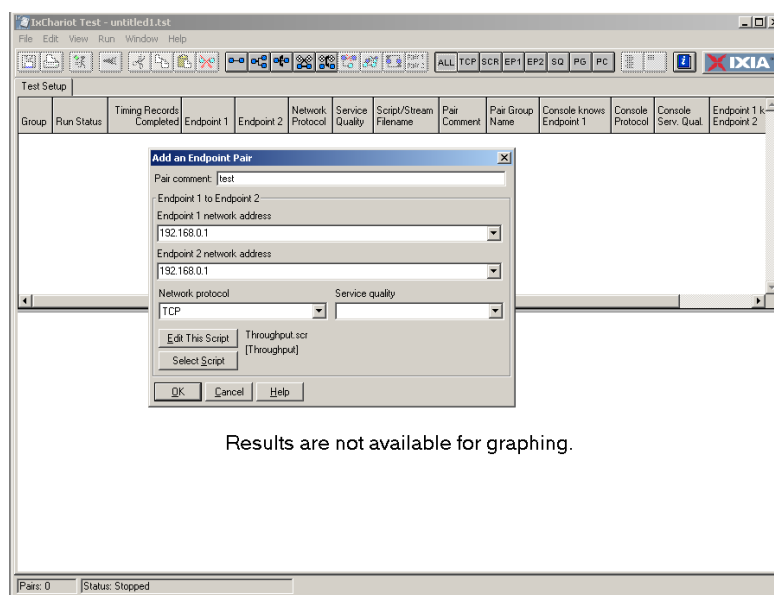 IxChariot Test - untitled1.tst
File Edit View Run Window Help
ALL TCP SCR EP1 EP2 SQ PG PC
IXIA
Test Setup
Group
Run Status
Timing Records Completed
Endpoint 1
Endpoint 2
Network Protocol
Service Quality
Script/Stream Filename
Pair Comment
Pair Group Name
Console knows Endpoint 1
Console Protocol
Console Serv. Qual.
Endpoint 1 k
Endpoint 2
Add an Endpoint Pair
Pair comment: test
Endpoint 1 to Endpoint 2
Endpoint 1 network address
192.168.0.1
Endpoint 2 network address
192.168.0.1
Network protocol
Service quality
TCP
Edit This Script
Throughput.scr
[Throughput]
Select Script
OK Cancel Help
Results are not available for graphing.
Pairs: 0
Status: Stopped